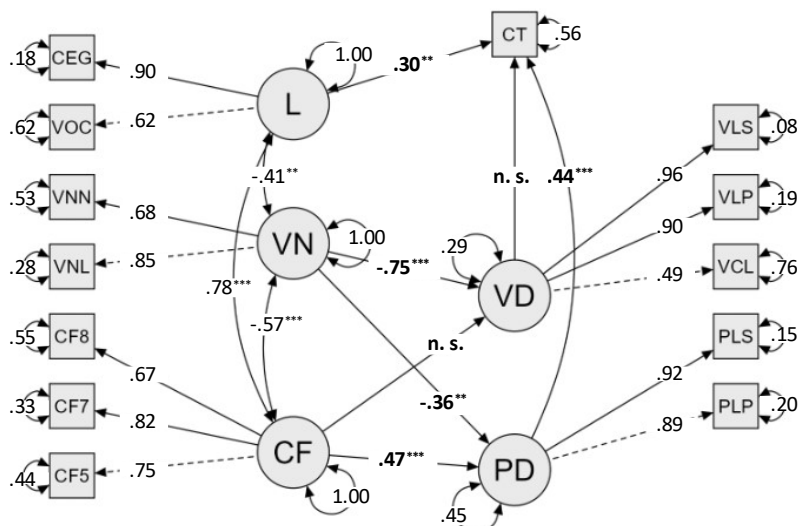 CT
.56
.18
CEG
.90
1.00
.30**
L
.62
VOC
.62
VLS
.08
-.41**
.96
.53
VNN
.68
n. s.
.44***
VLP
.19
.90
VN
1.00
.28
VNL
.85
-.75***
.29
.49
VCL
.76
.78***
VD
-.57***
.55
CF8
n. s.
PLS
.15
.67
.92
.33
CF7
.82
-.36**
PLP
.20
.89
CF
.44
CF5
.75
.47***
PD
1.00
.45